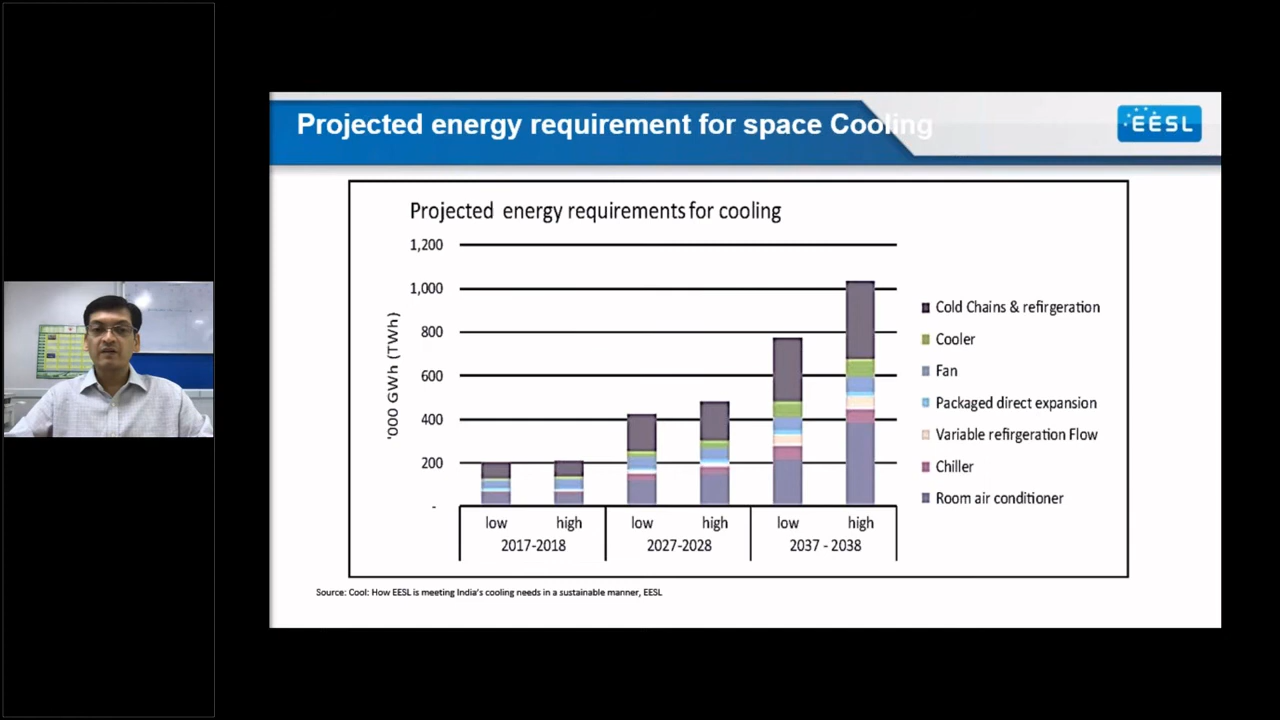 Projected energy requirement for space Cooling
EESL
Projected energy requirements for cooling
'000 GWh (TWh)
1,200
1,000
800
600
400
200
-
low high low high low high
2017-2018 2027-2028 2037 - 2038
Cold Chains & refirgeration
Cooler
Fan
Packaged direct expansion
Variable refirgeration Flow
Chiller
Room air conditioner
Source: Cool: How EESL is meeting India's cooling needs in a sustainable manner, EESL